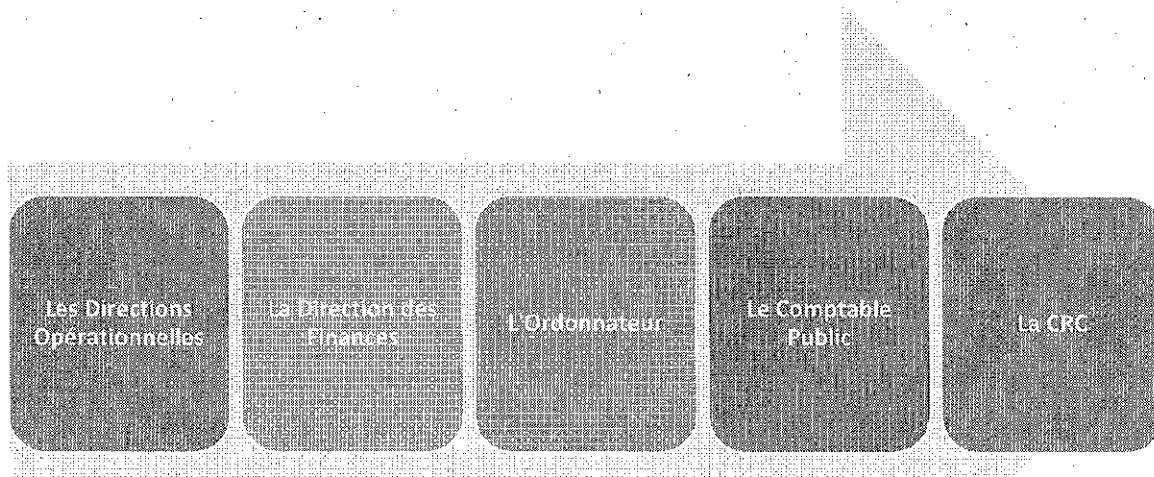 Les Directions
Opérationnelles
La Direction des
Finances
L'Ordonnateur
Le Comptable
Public
La CRC